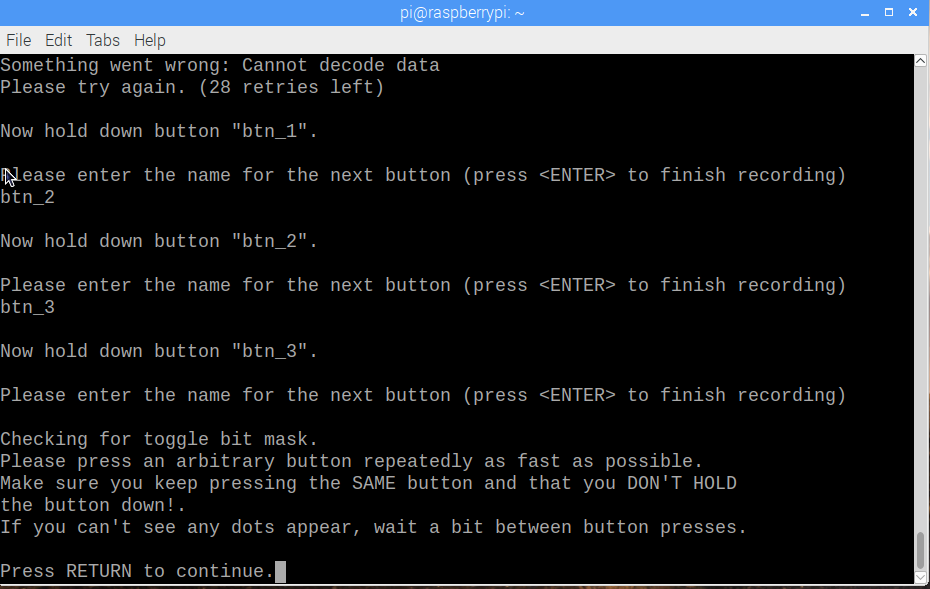 pi@raspberrypi: ~
File Edit Tabs Help
Something went wrong: Cannot decode data
Please try again. (28 retries left)
Now hold down button "btn_1".
Please enter the name for the next button (press <ENTER> to finish recording)
btn_2
Now hold down button "btn_2".
Please enter the name for the next button (press <ENTER> to finish recording)
btn_3
Now hold down button "btn_3".
Please enter the name for the next button (press <ENTER> to finish recording)
Checking for toggle bit mask.
Please press an arbitrary button repeatedly as fast as possible.
Make sure you keep pressing the SAME button and that you DON'T HOLD
the button down!.
If you can't see any dots appear, wait a bit between button presses.
Press RETURN to continue.